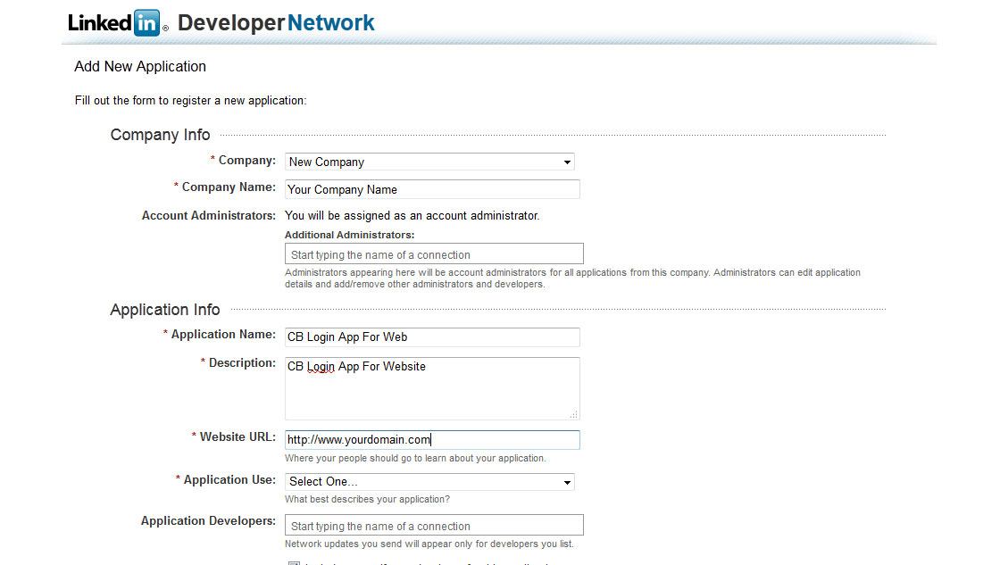 Linked in ® DeveloperNetwork
Add New Application
Fill out the form to register a new application:
Company Info
* Company: New Company
* Company Name: Your Company Name
Account Administrators: You will be assigned as an account administrator.
Additional Administrators:
Start typing the name of a connection
Administrators appearing here will be account administrators for all applications from this company. Administrators can edit application
details and add/remove other administrators and developers.
Application Info
* Application Name: CB Login App For Web
* Description: CB Login App For Website
* Website URL: http://www.yourdomain.com
Where your people should go to learn about your application.
* Application Use: Select One...
What best describes your application?
Application Developers: Start typing the name of a connection
Network updates you send will appear only for developers you list.